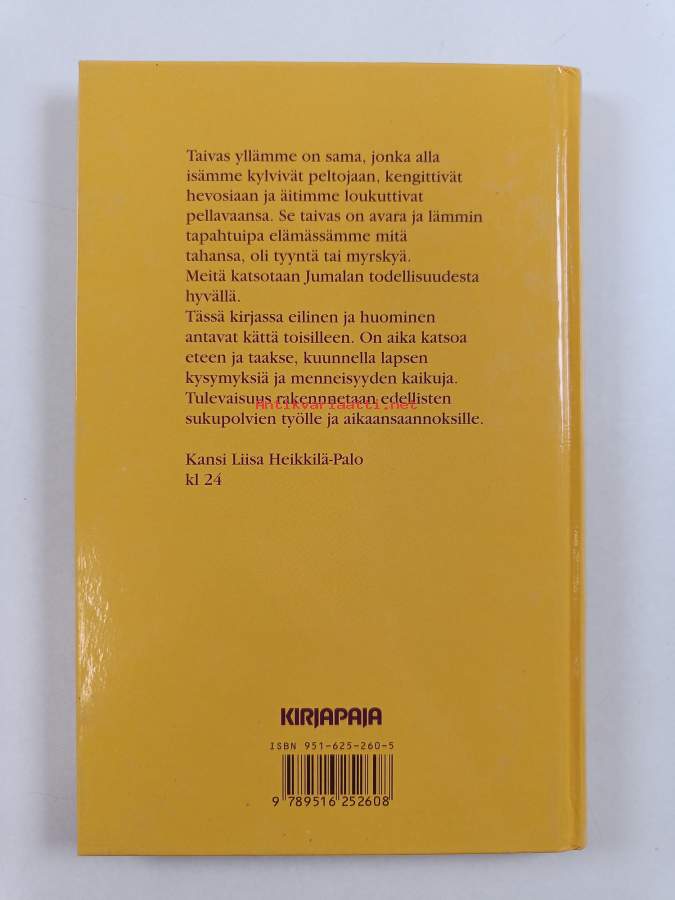 Taivas yllämme on sama, jonka alla
isämme kylvivät peltojaan, kengittivät
hevosiaan ja äitimme loukuttivat
pellavaansa. Se taivas on avara ja lämmin
tapahtuipa elämässämme mitä
tahansa, oli tyyntä tai myrskyä.
Meitä katsotaan Jumalan todellisuudesta
hyvällä.
Tässä kirjassa eilinen ja huominen
antavat kättä toisilleen. On aika katsoa
eteen ja taakse, kuunnella lapsen
kysymyksiä ja menneisyyden kaikuja.
Tulevaisuus rakennnetaan edellisten
Antikvariaatti.net
sukupolvien työlle ja aikaansaannoksille.
Kansi Liisa Heikkilä-Palo
kl 24
KIRJAPAJA
ISBN 951-625-260-5
9 789516 252608